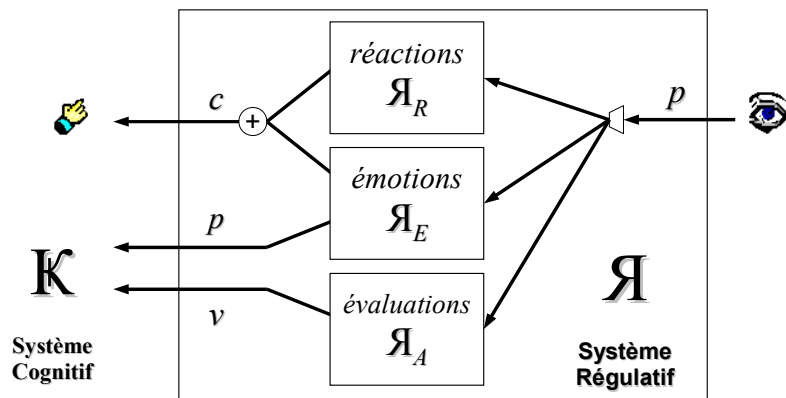 réactions
Я_R
c
+
p
émotions
Я_E
p
Ҝ
Я
évaluations
Я_A
v
Système
Cognitif
Système
Régulatif